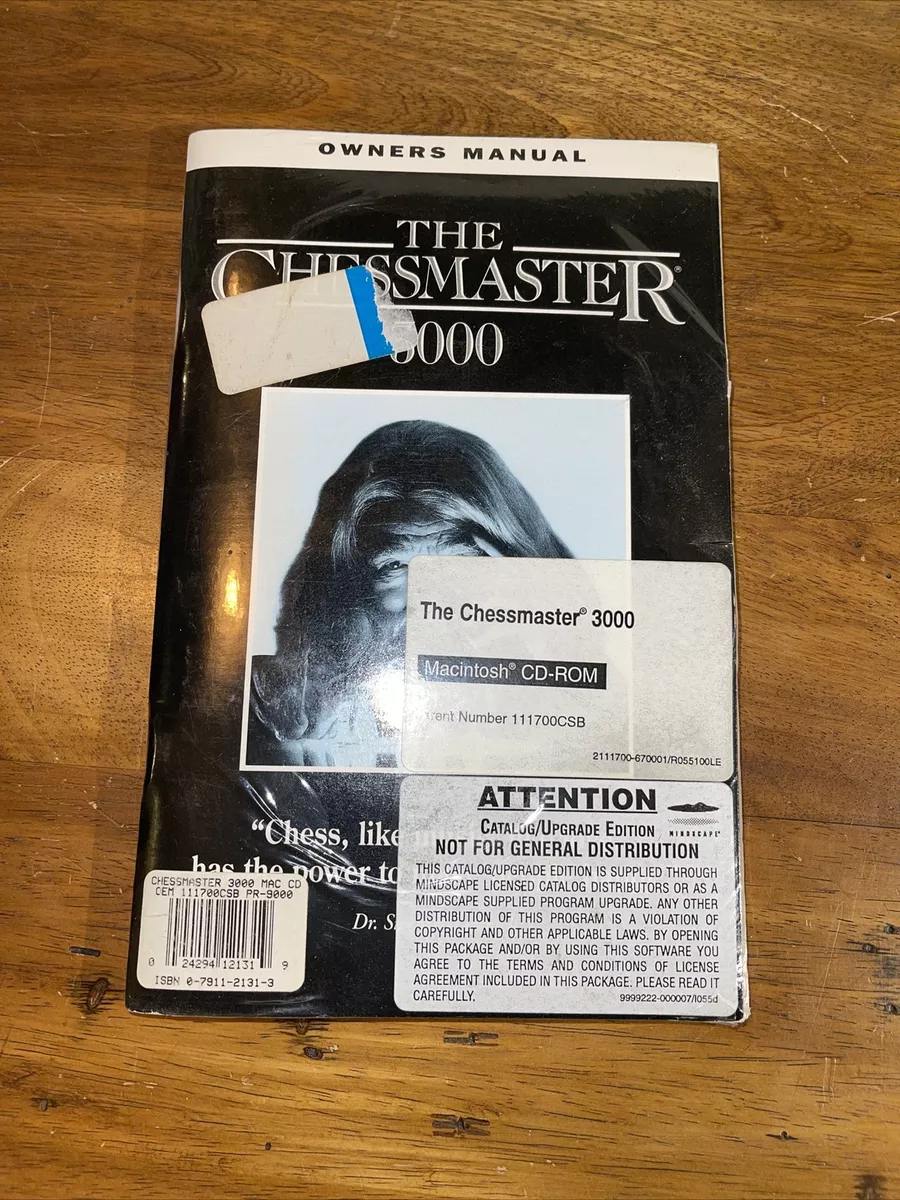 OWNERS MANUAL
THE
CHESSMASTER®
3000
The Chessmaster® 3000
Macintosh® CD-ROM
Number 111700CSB
2111700-670001/R055100LE
ATTENTION
CATALOG/UPGRADE EDITION
MINDSCAPE®
NOT FOR GENERAL DISTRIBUTION
THIS CATALOG/UPGRADE EDITION IS SUPPLIED THROUGH
MINDSCAPE LICENSED CATALOG DISTRIBUTORS OR AS A
MINDSCAPE SUPPLIED PROGRAM UPGRADE. ANY OTHER
DISTRIBUTION OF THIS PROGRAM IS A VIOLATION OF
COPYRIGHT AND OTHER APPLICABLE LAWS. BY OPENING
THIS PACKAGE AND/OR BY USING THIS SOFTWARE YOU
AGREE TO THE TERMS AND CONDITIONS OF LICENSE
AGREEMENT INCLUDED IN THIS PACKAGE. PLEASE READ IT
CAREFULLY.
9999222-000007/I055d
“Chess, like
has the power to
Dr.
CHESSMASTER 3000 MAC CD
CEM 111700CSB PR-9000
0 24294 12131 9
ISBN 0-7911-2131-3